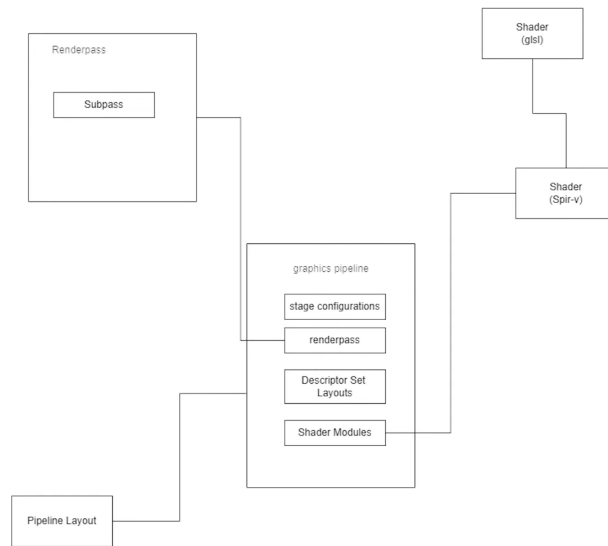 Shader
(glsl)
Renderpass
Subpass
Shader
(Spir-v)
graphics pipeline
stage configurations
renderpass
Descriptor Set
Layouts
Shader Modules
Pipeline Layout